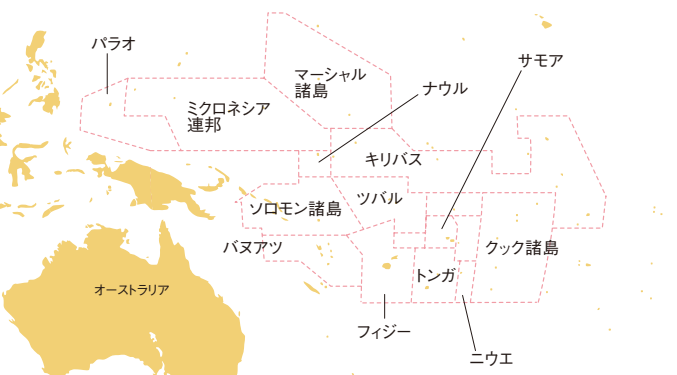 パラオ
サモア
マーシャル
諸島
ナウル
ミクロネシア
連邦
キリバス
ツバル
ソロモン諸島
バヌアツ
クック諸島
トンガ
オーストラリア
フィジー
ニウエ